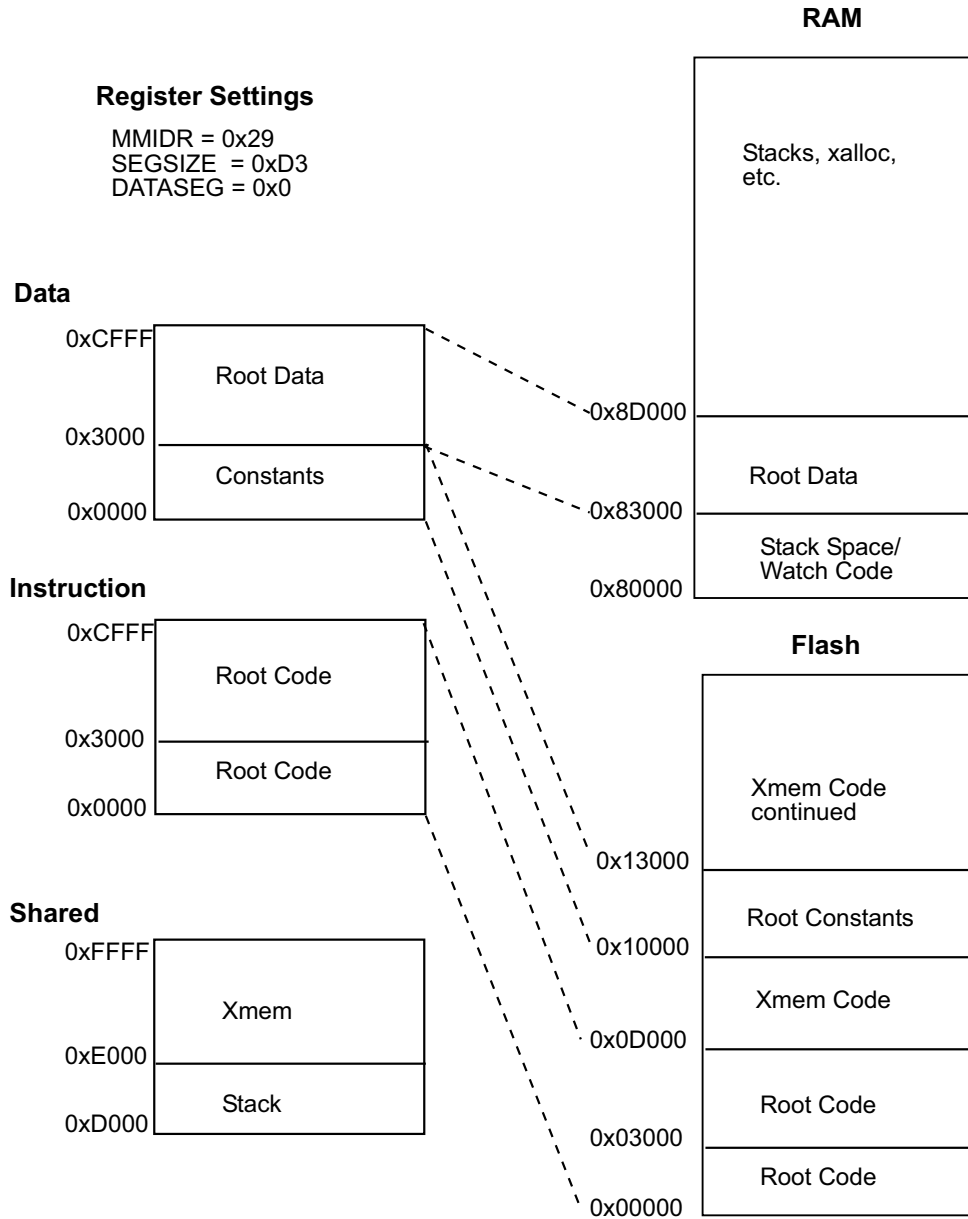 RAM
Register Settings
MMIDR = 0x29
SEGSIZE = 0xD3
DATASEG = 0x0
Stacks, xalloc,
etc.
Data
0xCFFF
Root Data
0x3000
Constants
0x0000
0x8D000
Root Data
0x83000
Stack Space/
Watch Code
0x80000
Instruction
0xCFFF
Root Code
0x3000
Root Code
0x0000
Flash
Xmem Code
continued
0x13000
Root Constants
0x10000
Xmem Code
0x0D000
Root Code
0x03000
Root Code
0x00000
Shared
0xFFFF
Xmem
0xE000
Stack
0xD000